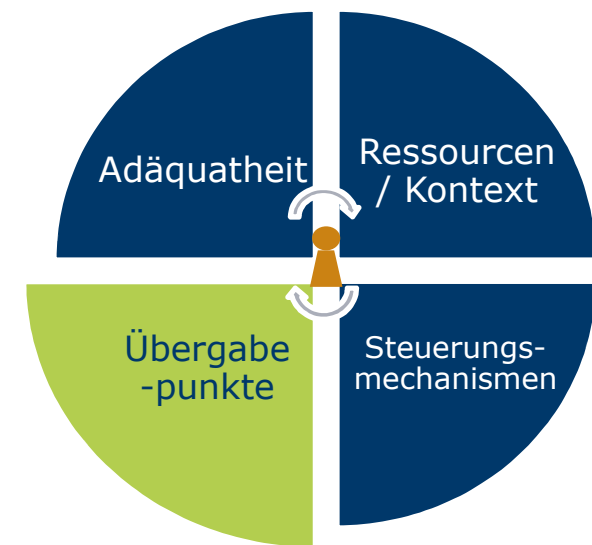 Adäquatheit
Ressourcen
/ Kontext
Übergabe
-punkte
Steuerungs-
mechanismen